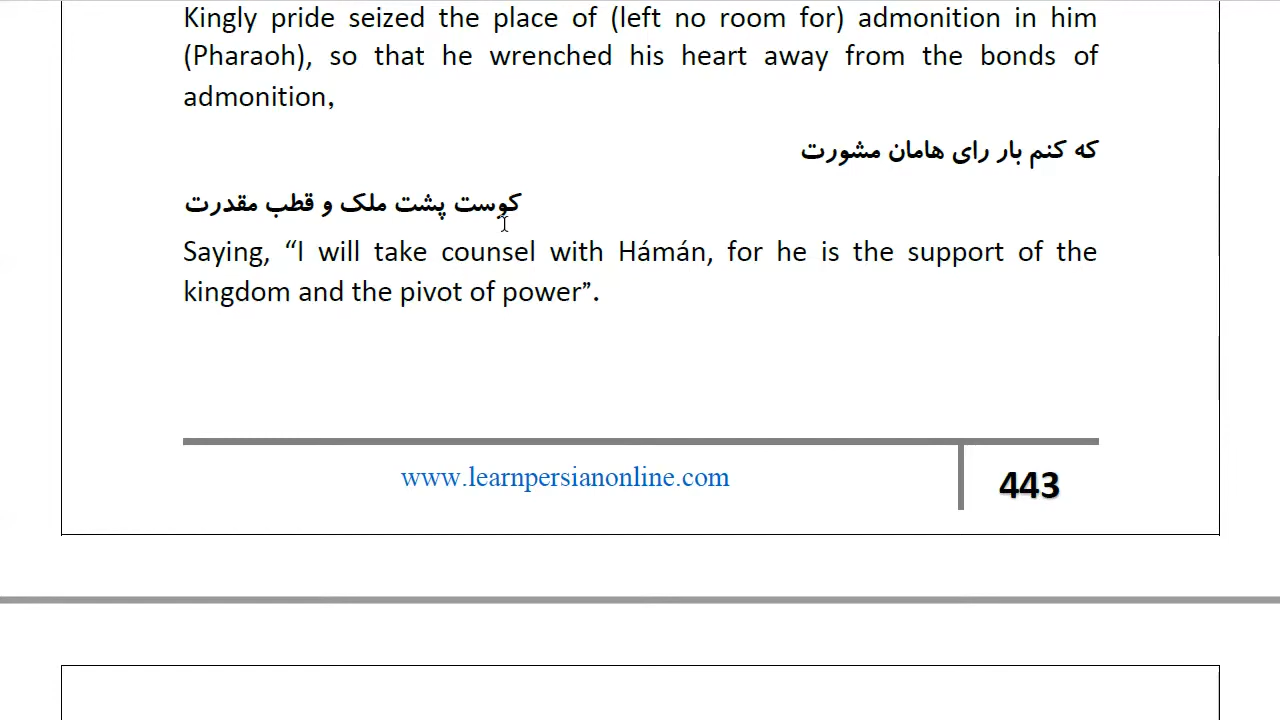 Kingly pride seized the place of (left no room for) admonition in him
(Pharaoh), so that he wrenched his heart away from the bonds of
admonition,
که کنم بار رای هامان مشورت
کوست پشت ملک و قطب مقدرت
Saying, “I will take counsel with Hámán, for he is the support of the
kingdom and the pivot of power”.
www.learnpersianonline.com
443